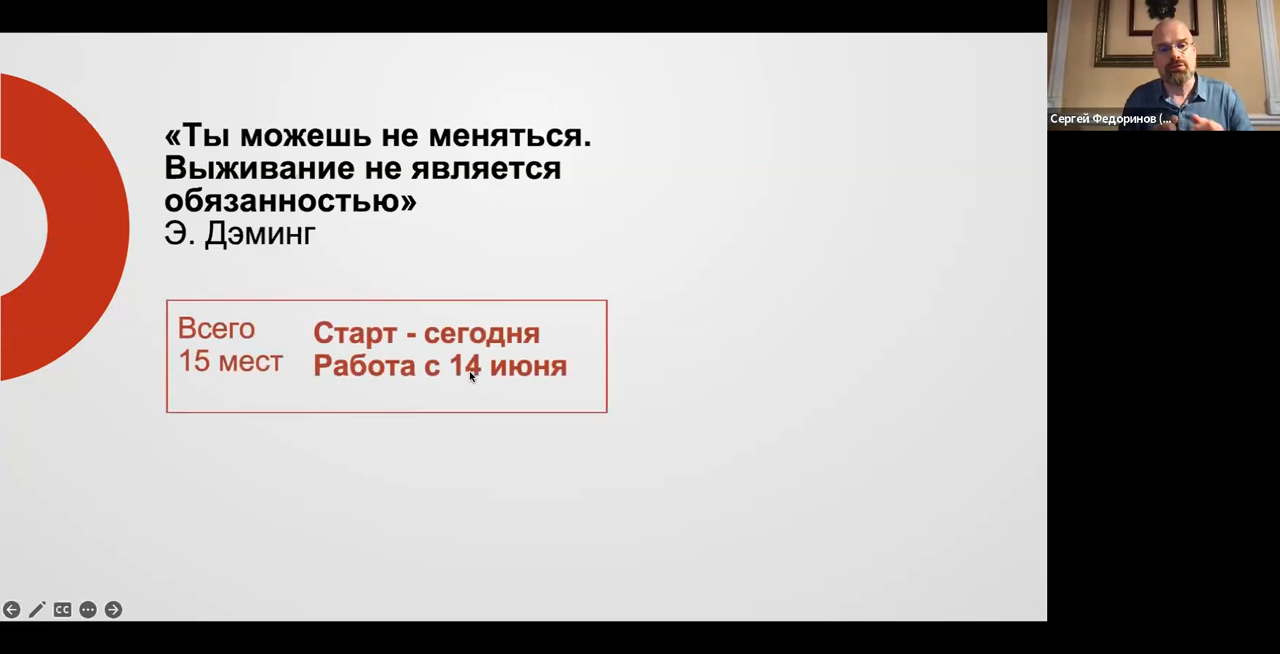 «Ты можешь не меняться.
Выживание не является
обязанностью»
Э. Дэминг
Всего
15 мест
Старт - сегодня
Работа с 14 июня
Сергей Федоринов (...
CC